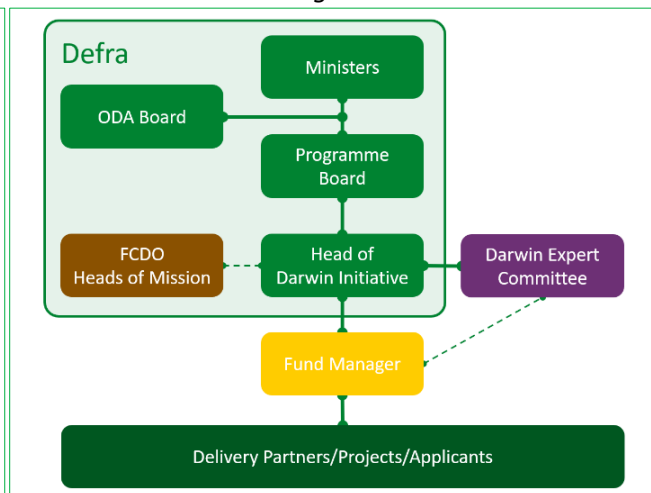 Defra
Ministers
ODA Board
Programme
Board
FCDO
Heads of Mission
Head of
Darwin Initiative
Darwin Expert
Committee
Fund Manager
Delivery Partners/Projects/Applicants